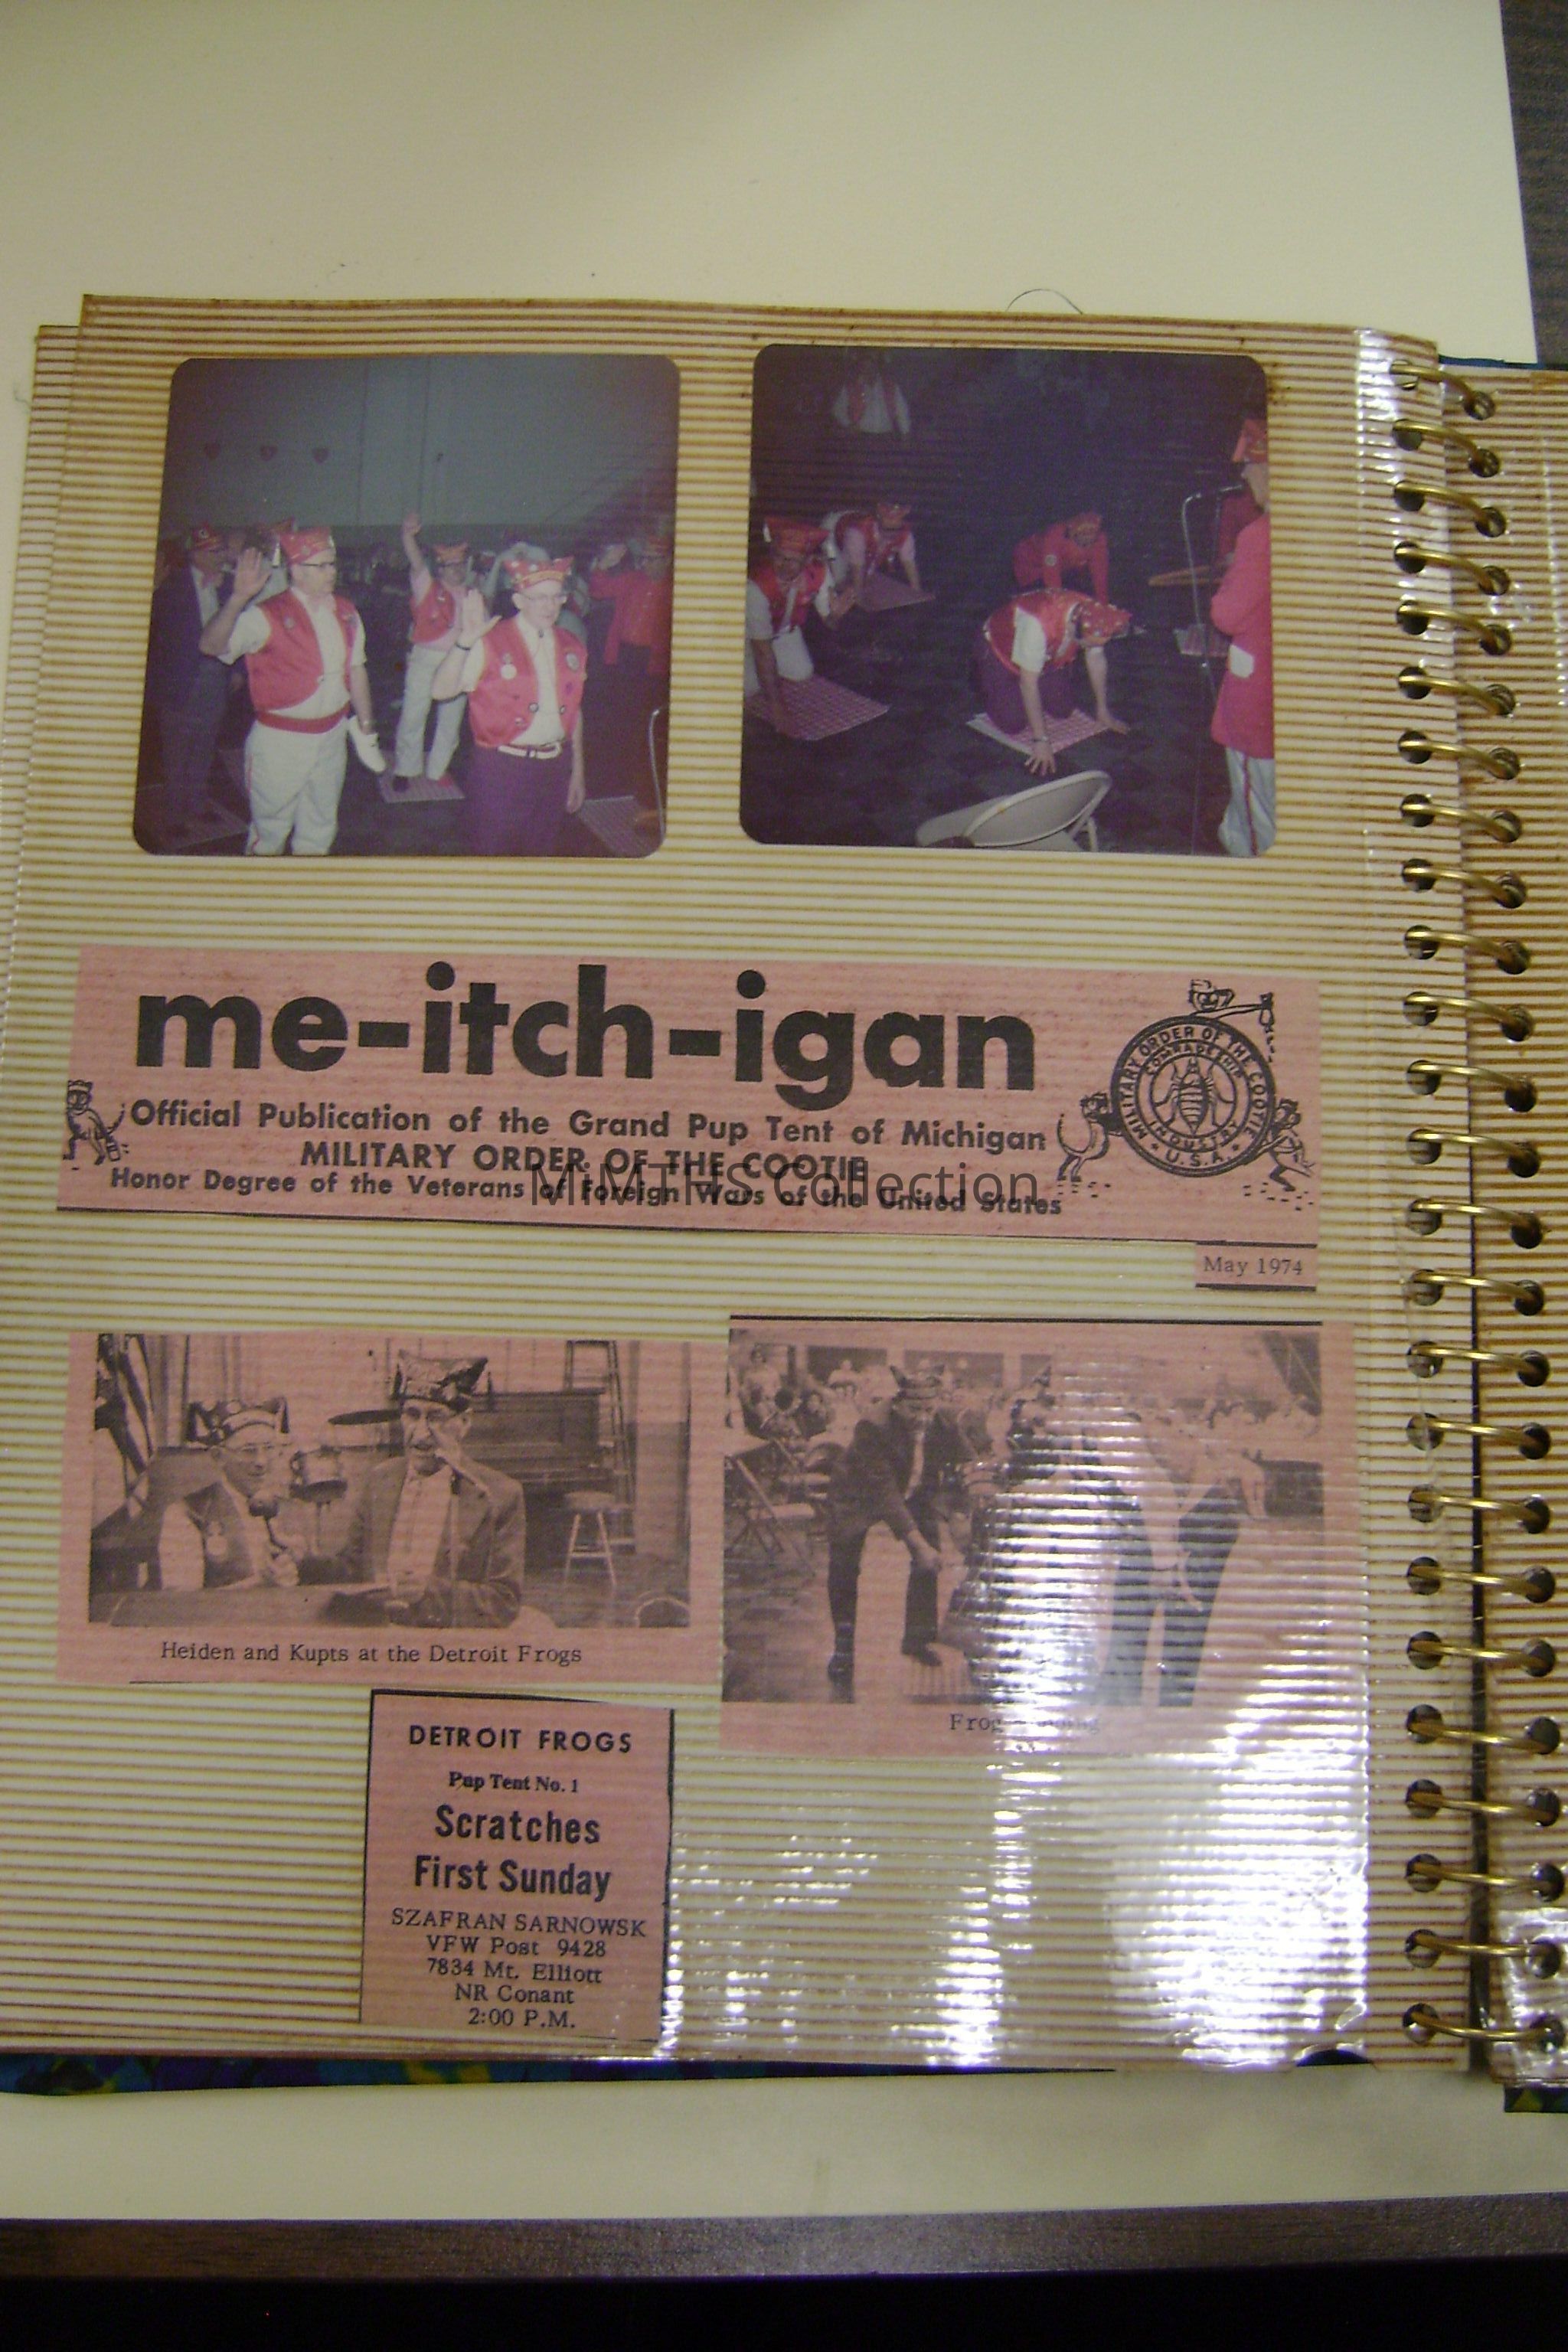 me-itch-igan
Official Publication of the Grand Pup Tent of Michigan
MILITARY ORDER OF THE COOTIE
Honor Degree of the Veterans of Foreign Wars of the United States
MILITARY ORDER OF THE COOTIE
COMRADESHIP
INDUSTRY
U.S.A.
MiMTHS Collection
May 1974
Heiden and Kupts at the Detroit Frogs
DETROIT FROGS
Pup Tent No. 1
Scratches
First Sunday
SZAFRAN SARNOWSK
VFW Post 9428
7834 Mt. Elliott
NR Conant
2:00 P.M.